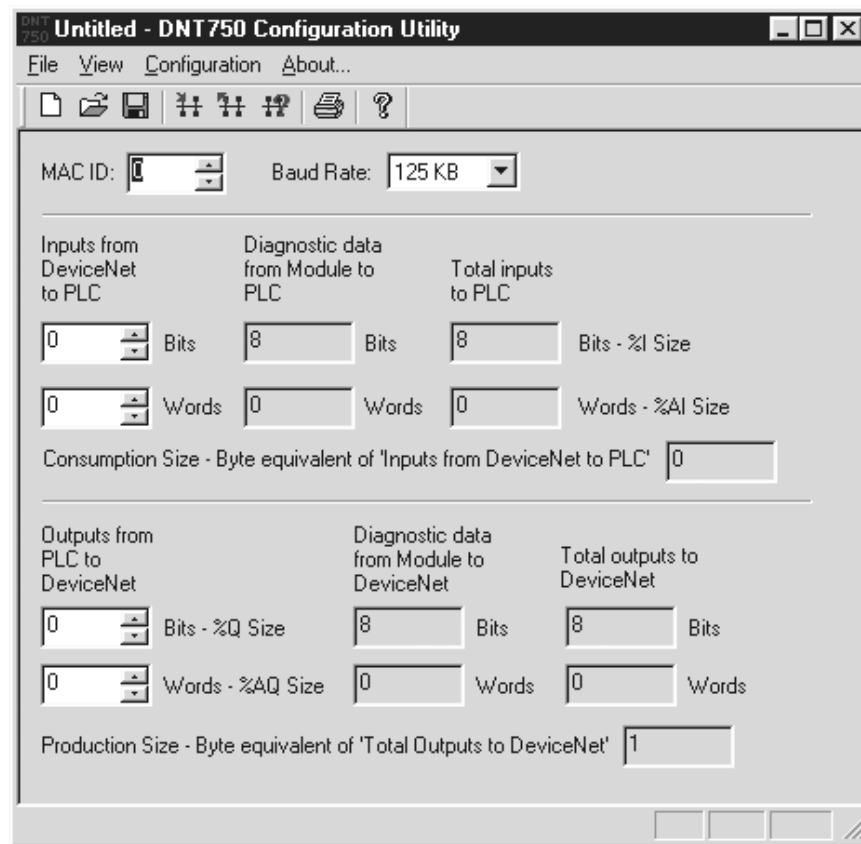 DNT 750 Untitled - DNT750 Configuration Utility
File View Configuration About...
MAC ID: 0 Baud Rate: 125 KB
Inputs from DeviceNet to PLC
Diagnostic data from Module to PLC
Total inputs to PLC
0 Bits 8 Bits 8 Bits - %I Size
0 Words 0 Words 0 Words - %AI Size
Consumption Size - Byte equivalent of 'Inputs from DeviceNet to PLC' 0
Outputs from PLC to DeviceNet
Diagnostic data from Module to DeviceNet
Total outputs to DeviceNet
0 Bits - %Q Size 8 Bits 8 Bits
0 Words - %AQ Size 0 Words 0 Words
Production Size - Byte equivalent of 'Total Outputs to DeviceNet' 1